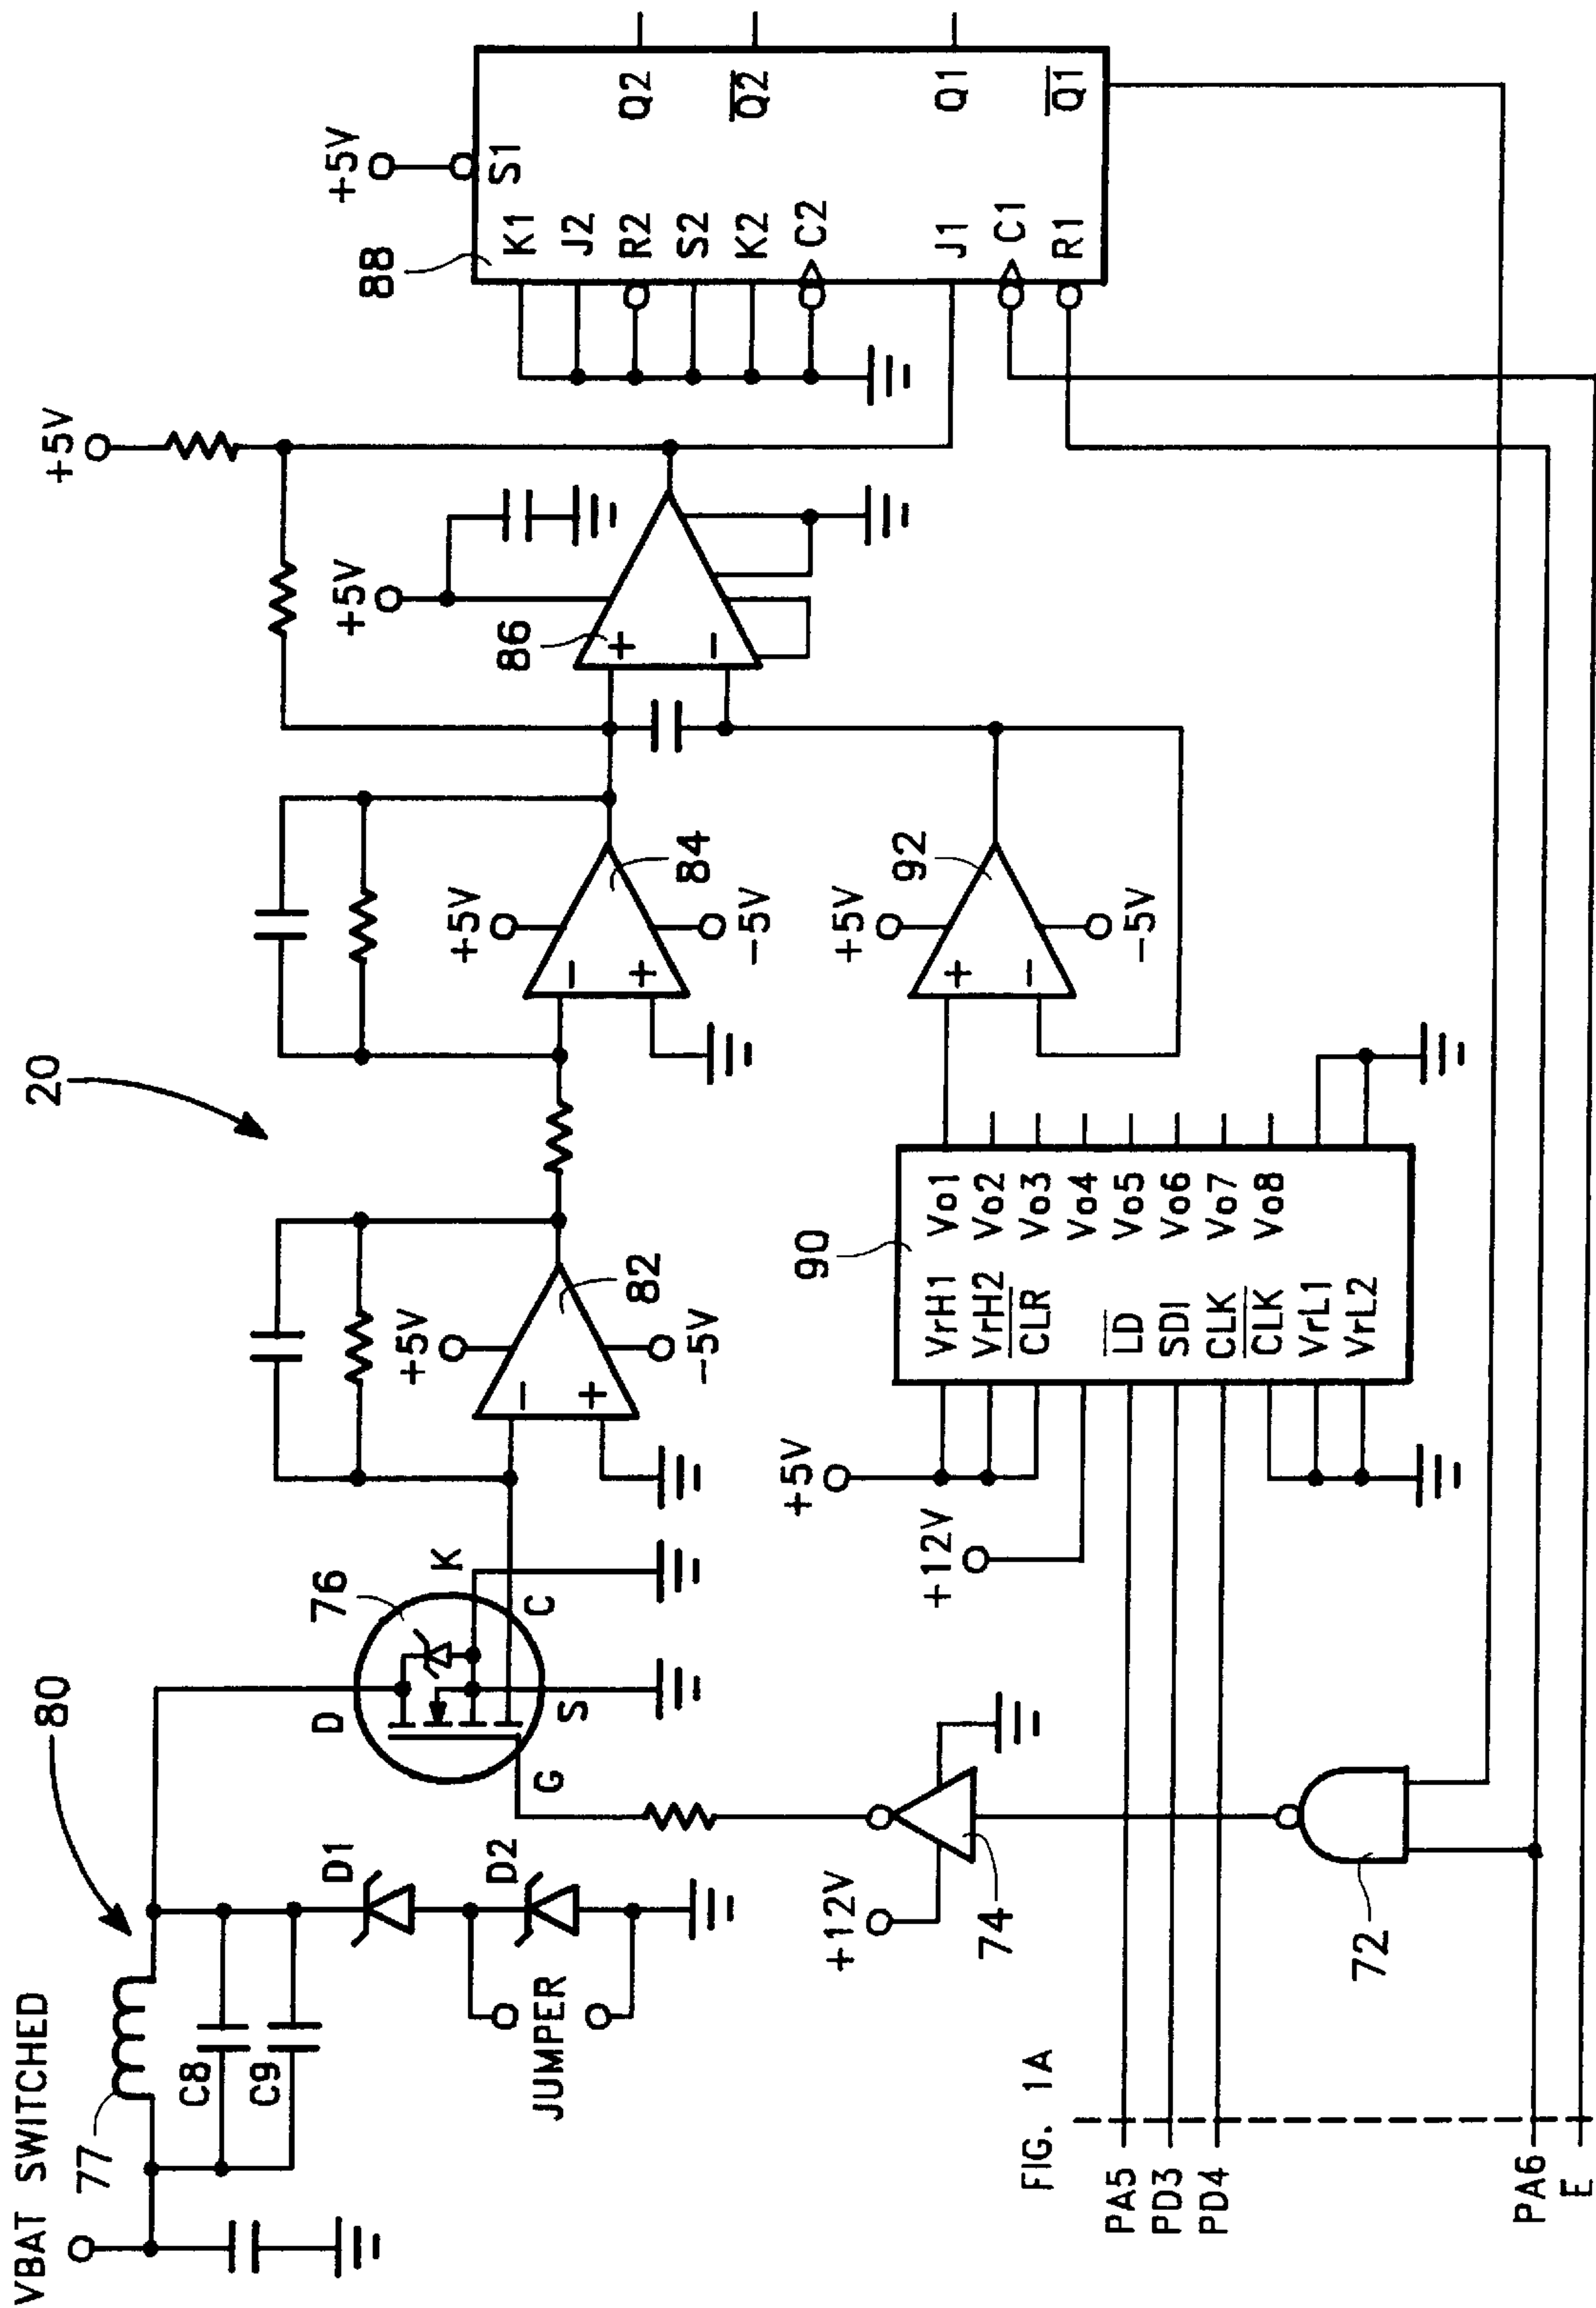 VBAT SWITCHED
77
C8
C9
80
D1
D2
JUMPER
D
G
S
K
C
76
+12V
74
72
20
+5V
-5V
-
+
82
+5V
-5V
-
+
84
+5V
+5V
+
-
86
+5V
-5V
+
-
92
+5V
+12V
90
VrH1
VrH2
CLR
LD
SDI
CLK
CLK
VrL1
VrL2
Vo1
Vo2
Vo3
Vo4
Vo5
Vo6
Vo7
Vo8
+5V
88
S1
K1
J2
R2
S2
K2
C2
J1
C1
R1
Q2
Q2
Q1
Q1
FIG. 1A
PA5
PD3
PD4
PA6
E